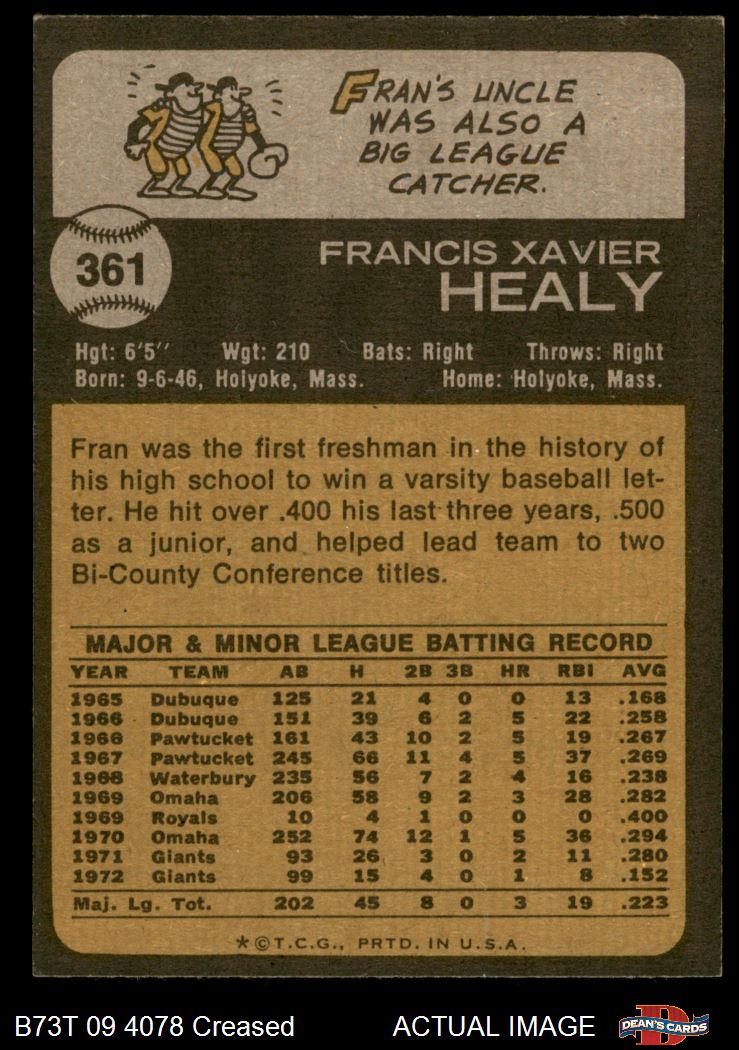 FRAN'S UNCLE
WAS ALSO A
BIG LEAGUE
CATCHER.
361
FRANCIS XAVIER
HEALY
Hgt: 6'5" Wgt: 210 Bats: Right Throws: Right
Born: 9-6-46, Holyoke, Mass. Home: Holyoke, Mass.
Fran was the first freshman in the history of
his high school to win a varsity baseball let-
ter. He hit over .400 his last three years, .500
as a junior, and helped lead team to two
Bi-County Conference titles.
MAJOR & MINOR LEAGUE BATTING RECORD
YEAR TEAM AB H 2B 3B HR RBI AVG
1965 Dubuque 125 21 4 0 0 13 .168
1966 Dubuque 151 39 6 2 5 22 .258
1966 Pawtucket 161 43 10 2 5 19 .267
1967 Pawtucket 245 66 11 4 5 37 .269
1968 Waterbury 235 56 7 2 4 16 .238
1969 Omaha 206 58 9 2 3 28 .282
1969 Royals 10 4 1 0 0 0 .400
1970 Omaha 252 74 12 1 5 36 .294
1971 Giants 93 26 3 0 2 11 .280
1972 Giants 99 15 4 0 1 8 .152
Maj. Lg. Tot. 202 45 8 0 3 19 .223
*©T.C.G., PRTD. IN U.S.A.
B73T 09 4078 Creased ACTUAL IMAGE D DEAN'S CARDS